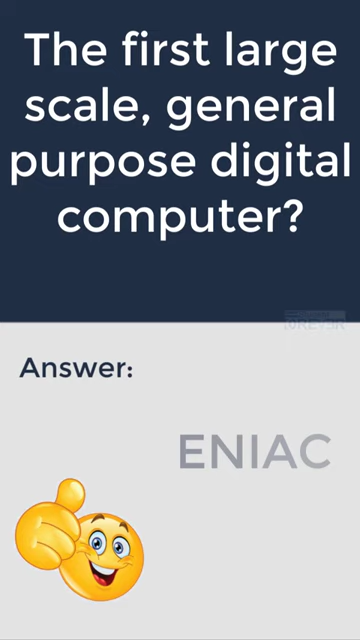 The first large
scale, general
purpose digital
computer?
Answer:
ENIAC